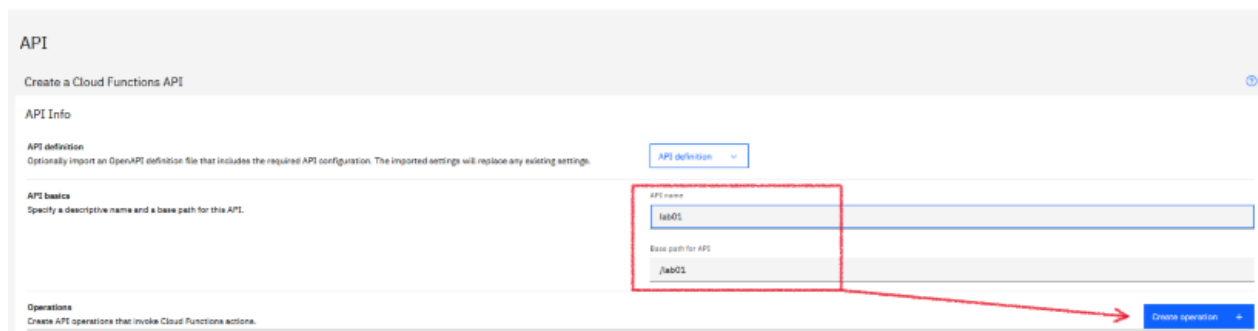 API
Create a Cloud Functions API
API Info
API definition
Optionally import an OpenAPI definition file that includes the required API configuration. The imported settings will replace any existing settings.
API definition
API basics
Specify a descriptive name and a base path for this API.
API name
lab01
Base path for API
/lab01
Operations
Create API operations that invoke Cloud Functions actions.
Create operation +